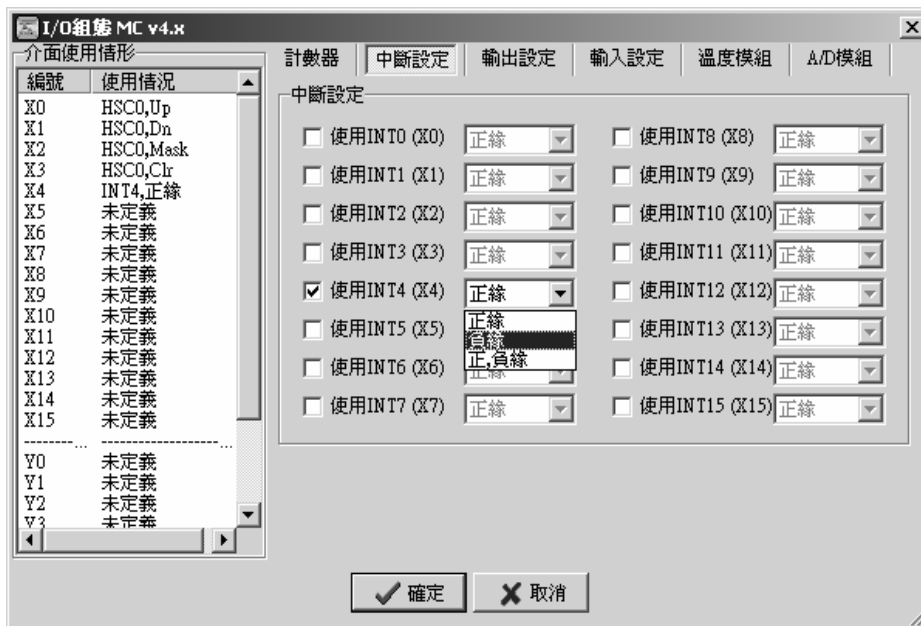 I/O組態 MC v4.x
介面使用情形
編號 使用情況
X0 HSC0,Up
X1 HSC0,Dn
X2 HSC0,Mask
X3 HSC0,Clr
X4 INT4,正緣
X5 未定義
X6 未定義
X7 未定義
X8 未定義
X9 未定義
X10 未定義
X11 未定義
X12 未定義
X13 未定義
X14 未定義
X15 未定義
--------... -------------------...
Y0 未定義
Y1 未定義
Y2 未定義
Y3 未定義
計數器 中斷設定 輸出設定 輸入設定 溫度模組 A/D模組
中斷設定
使用INT0 (X0) 正緣 使用INT8 (X8) 正緣
使用INT1 (X1) 正緣 使用INT9 (X9) 正緣
使用INT2 (X2) 正緣 使用INT10 (X10) 正緣
使用INT3 (X3) 正緣 使用INT11 (X11) 正緣
使用INT4 (X4) 正緣 使用INT12 (X12) 正緣
正緣
負緣
正,負緣
使用INT5 (X5) 使用INT13 (X13) 正緣
使用INT6 (X6) 正緣 使用INT14 (X14) 正緣
使用INT7 (X7) 正緣 使用INT15 (X15) 正緣
確定 取消